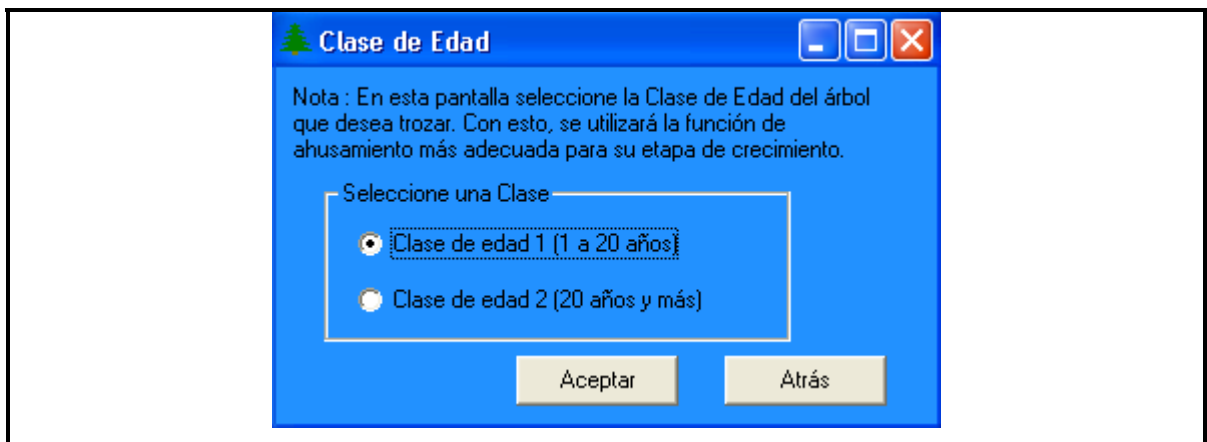 Clase de Edad
Nota : En esta pantalla seleccione la Clase de Edad del árbol
que desea trozar. Con esto, se utilizará la función de
ahusamiento más adecuada para su etapa de crecimiento.
Seleccione una Clase
Clase de edad 1 (1 a 20 años)
Clase de edad 2 (20 años y más)
Aceptar Atrás